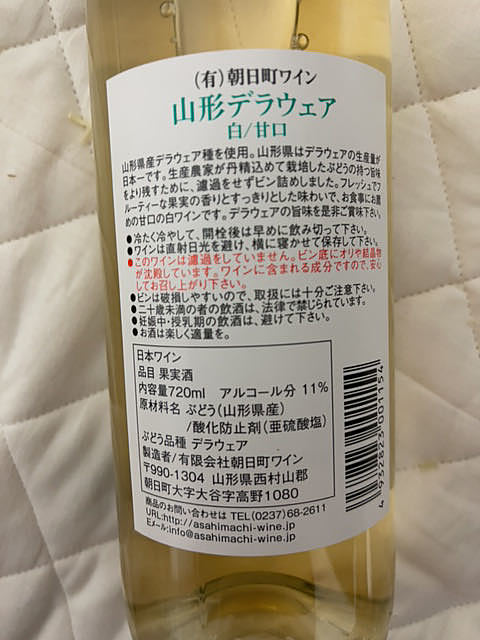 (有)朝日町ワイン
山形デラウェア
白/甘口
山形県産デラウェア種を使用。山形県はデラウェアの生産量が
日本一です。生産農家が丹精込めて栽培したぶどうの持つ旨味
をより残すために、濾過をせずビン詰めしました。フレッシュでフ
ルーティーな果実の香りとすっきりとした味わいで、お食事にお薦
めの甘口の白ワインです。デラウェアの旨味を是非ご賞味下さい。
●冷たく冷やして、開栓後は早めに飲み切って下さい。
●ワインは直射日光を避け、横に寝かせて保存して下さい。
●このワインは濾過をしていません。ビン底にオリや結晶物
が沈殿しています。ワインに含まれる成分ですので、安心
してお召し上がり下さい。
●ビンは破損しやすいので、取扱には十分ご注意下さい。
●二十歳未満の者の飲酒は、法律で禁じられています。
●妊娠中・授乳期の飲酒は、避けて下さい。
●お酒は楽しく適量を。
日本ワイン
品目 果実酒
内容量720ml アルコール分 11%
原材料名 ぶどう(山形県産)
/酸化防止剤(亜硫酸塩)
ぶどう品種 デラウェア
製造者/有限会社朝日町ワイン
〒990-1304 山形県西村山郡
朝日町大字大谷字高野1080
商品のお問い合わせは TEL(0237)68-2611
URL:http://asahimachi-wine.jp
Eメール:info@asahimachi-wine.jp
4932823001154